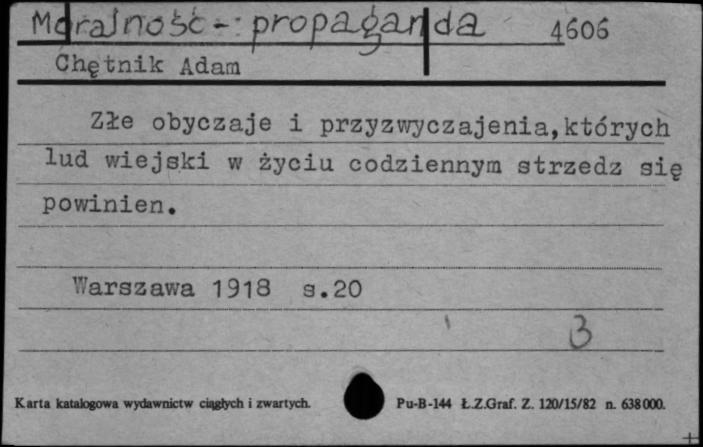 Moralność - propaganda 4606
Chętnik Adam
Złe obyczaje i przyzwyczajenia,których
lud wiejski w życiu codziennym strzedz się
powinien.
Warszawa 1918 s.20
B
Karta katalogowa wydawnictw ciągłych i zwartych. Pu-B-144 Ł.Z.Graf. Z. 120/15/82 n. 638000.